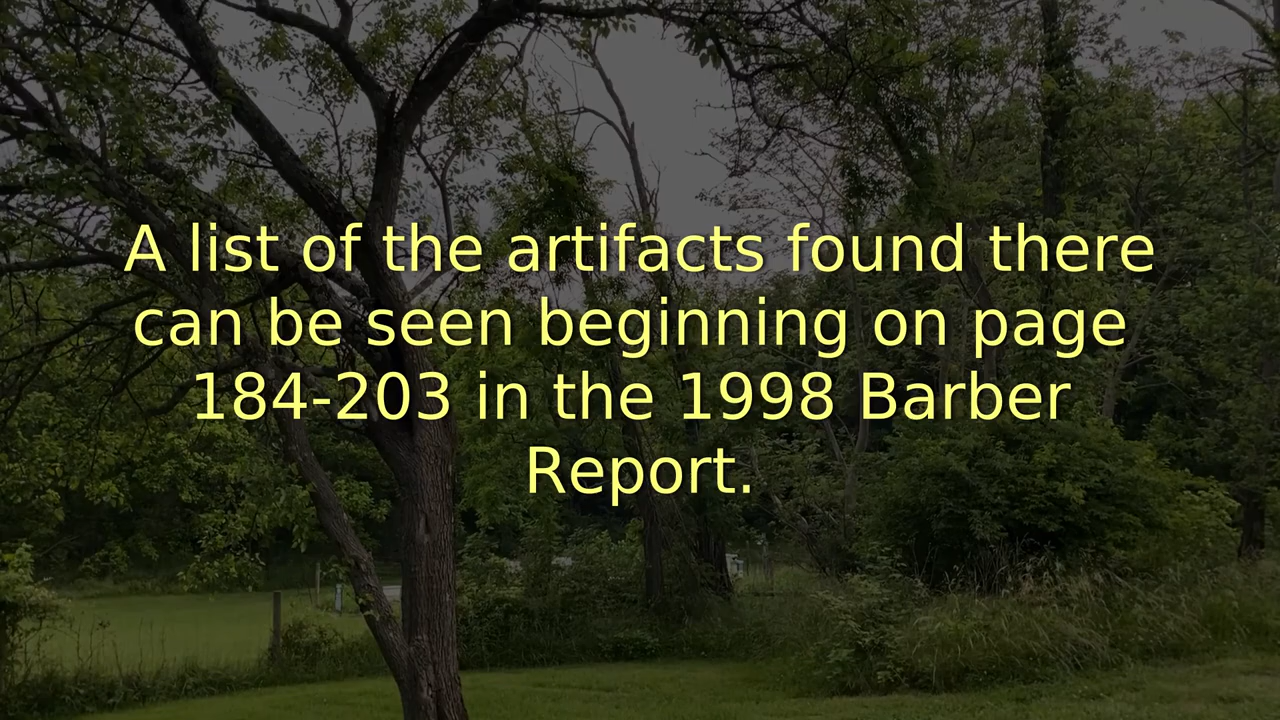 A list of the artifacts found there
can be seen beginning on page
184-203 in the 1998 Barber
Report.